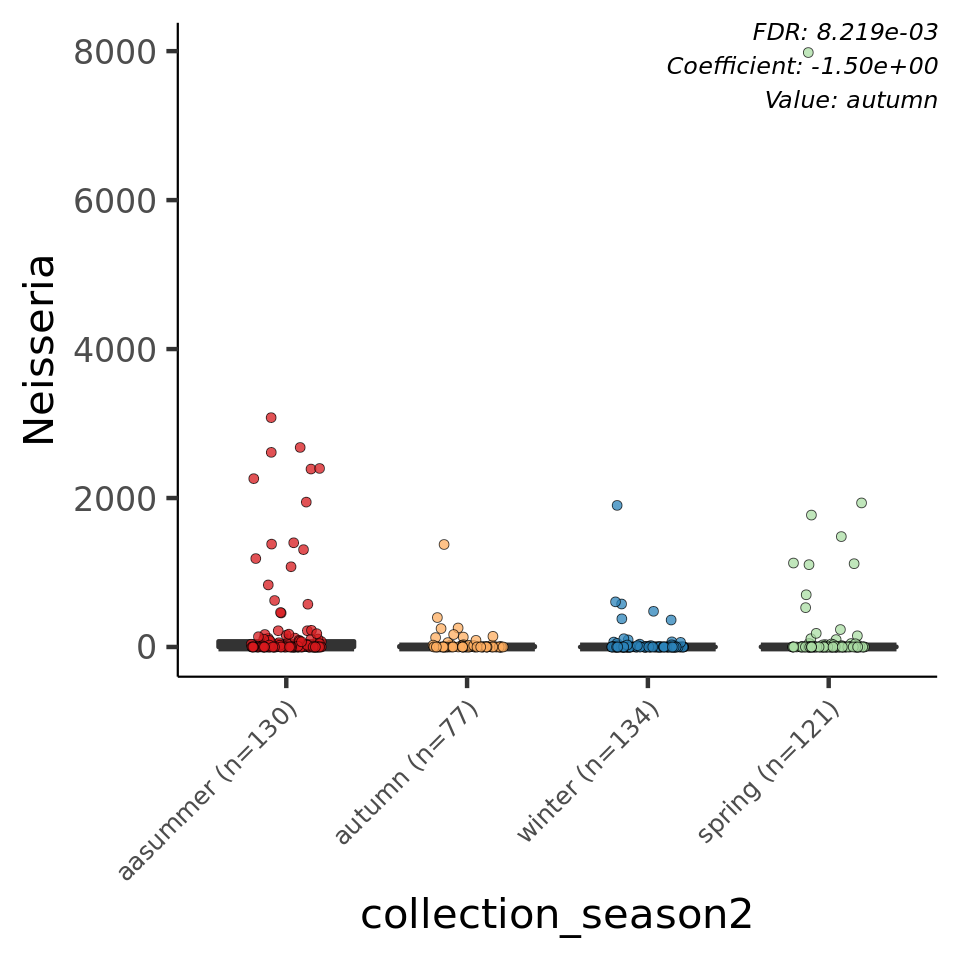 FDR: 8.219e-03
Coefficient: -1.50e+00
Value: autumn
8000
6000
4000
2000
0
Neisseria
aasummer (n=130)
autumn (n=77)
winter (n=134)
spring (n=121)
collection_season2